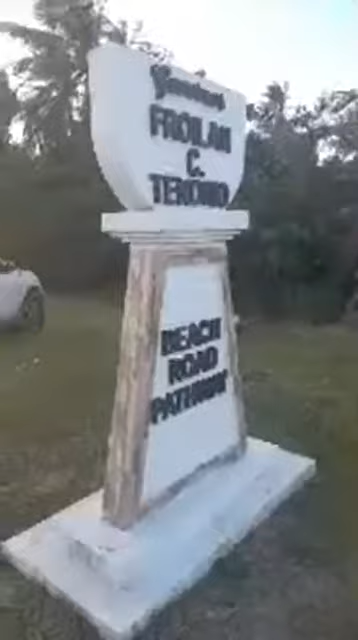 FROILAN
C.
TENORIO
BEACH
ROAD
PATHWAY